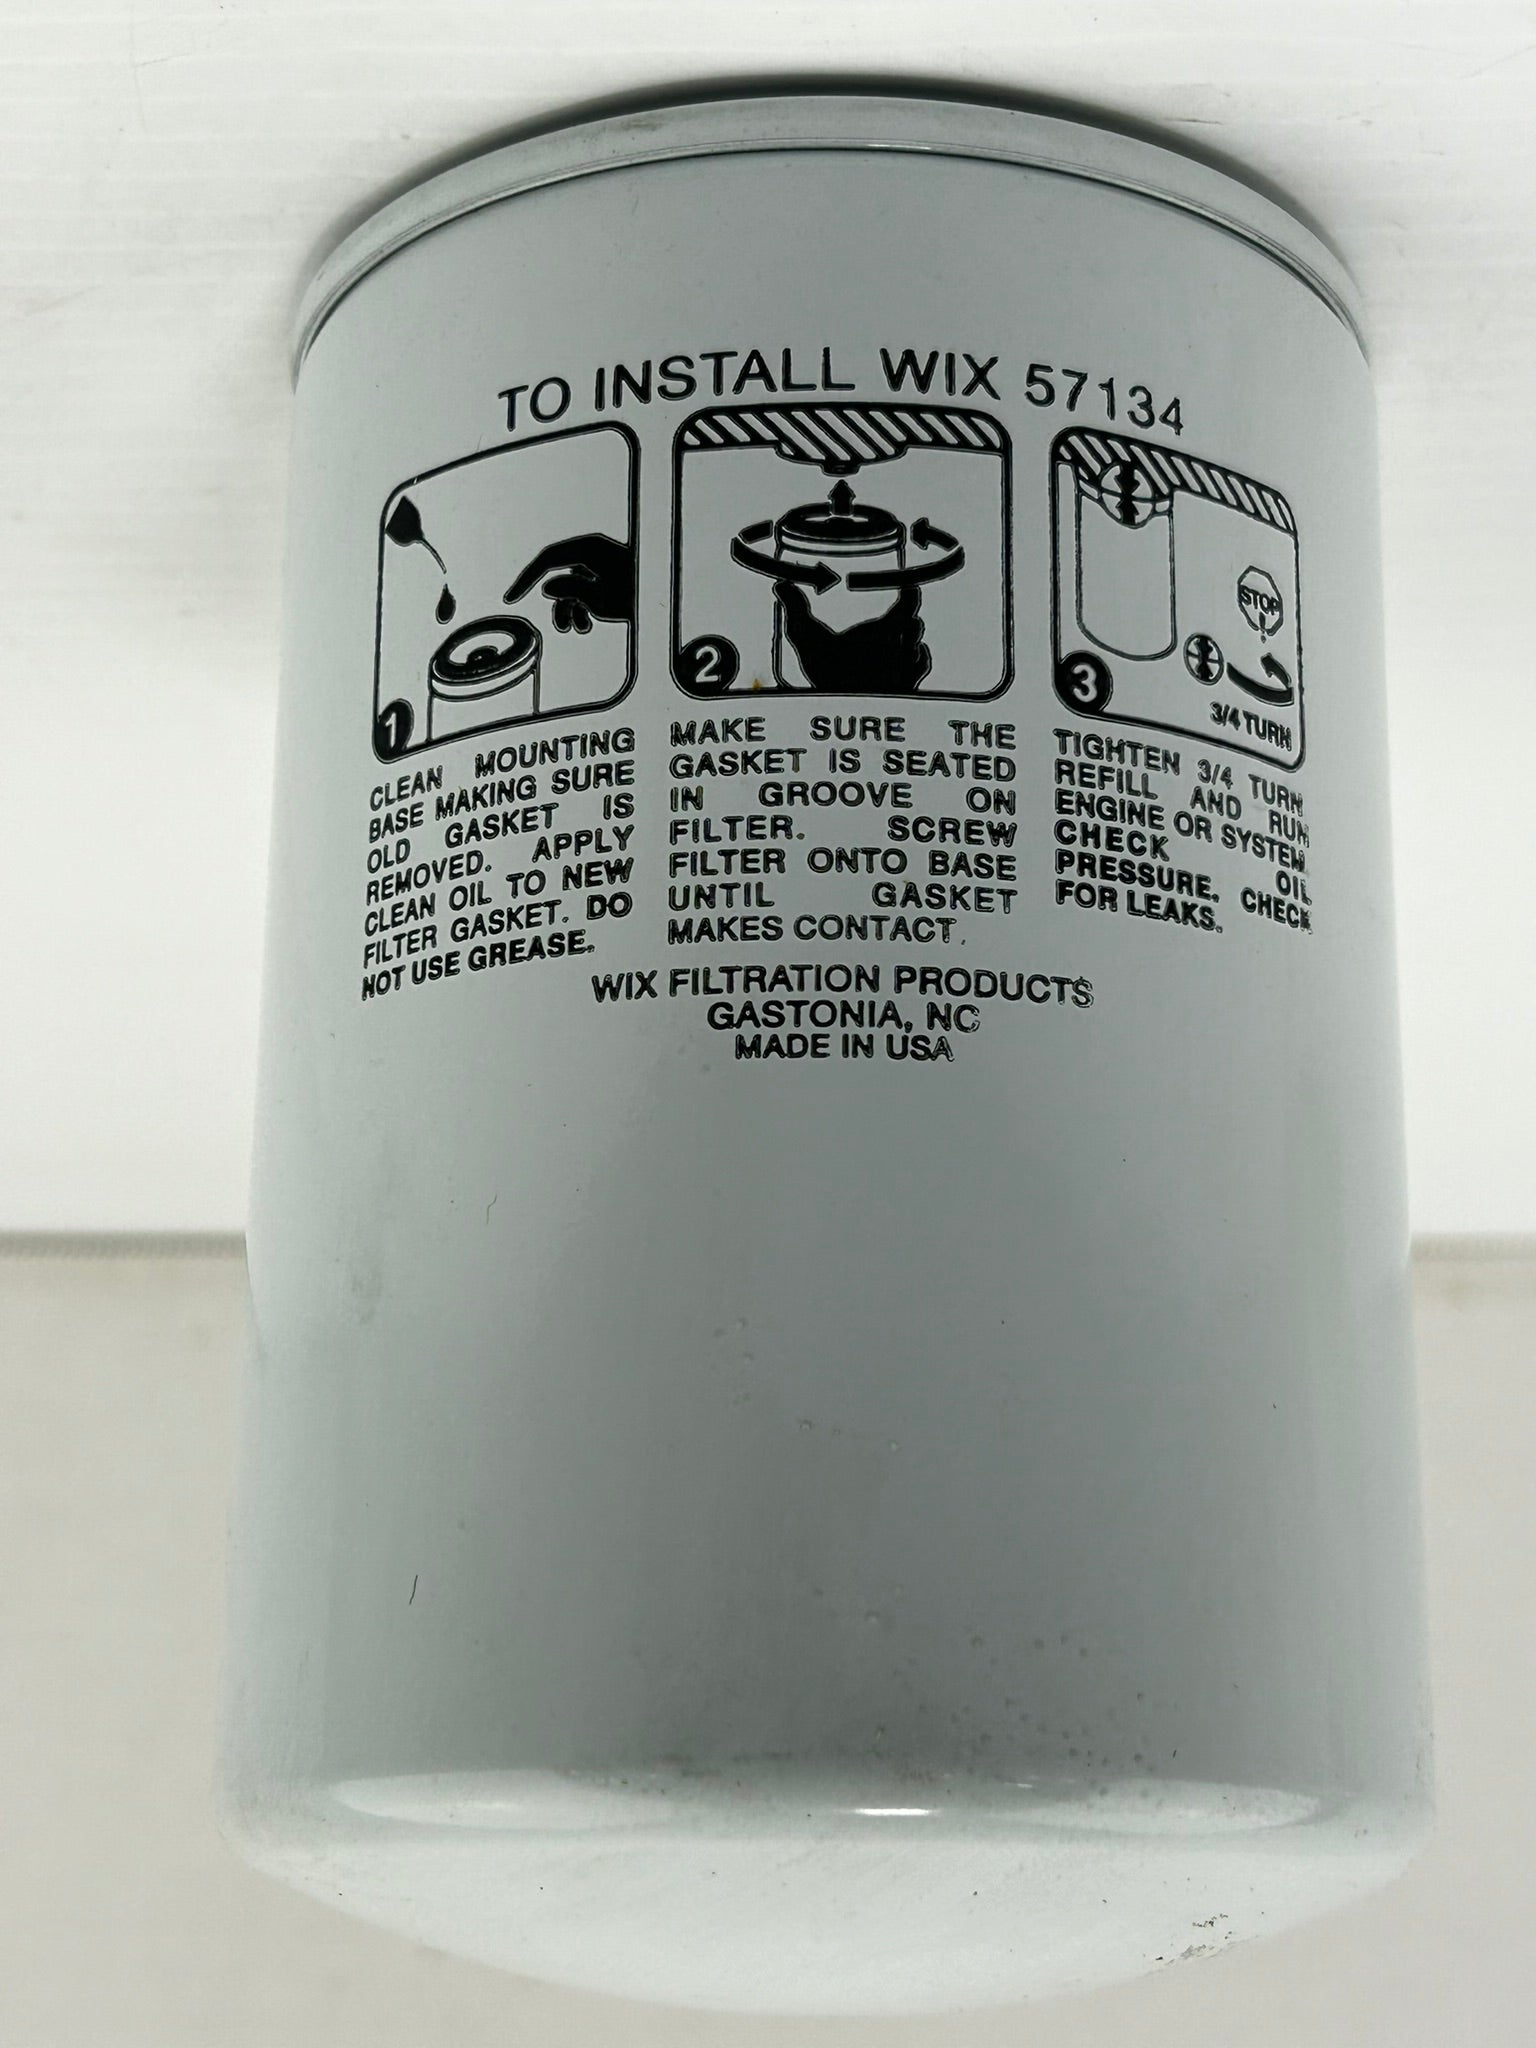 TO INSTALL WIX 57134
1
CLEAN MOUNTING
BASE MAKING SURE
OLD GASKET IS
REMOVED. APPLY
CLEAN OIL TO NEW
FILTER GASKET. DO
NOT USE GREASE.
2
MAKE SURE THE
GASKET IS SEATED
IN GROOVE ON
FILTER. SCREW
FILTER ONTO BASE
UNTIL GASKET
MAKES CONTACT.
STOP
3
3/4 TURN
TIGHTEN 3/4 TURN.
REFILL AND RUN
ENGINE OR SYSTEM.
CHECK OIL
PRESSURE. CHECK
FOR LEAKS.
WIX FILTRATION PRODUCTS
GASTONIA, NC
MADE IN USA